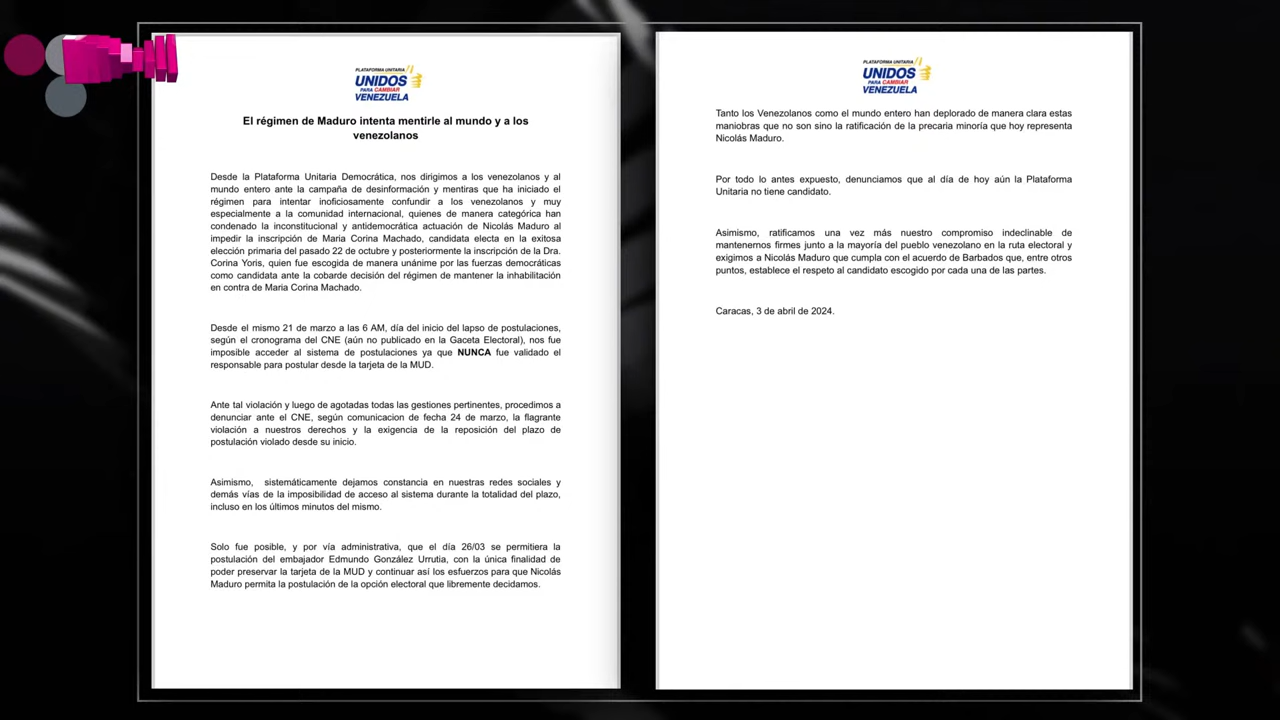 PLATAFORMA UNITARIA
UNIDOS
PARA CAMBIAR
VENEZUELA
El régimen de Maduro intenta mentirle al mundo y a los
venezolanos
Desde la Plataforma Unitaria Democrática, nos dirigimos a los venezolanos y al
mundo entero ante la campaña de desinformación y mentiras que ha iniciado el
régimen para intentar inoficiosamente confundir a los venezolanos y muy
especialmente a la comunidad internacional, quienes de manera categórica han
condenado la inconstitucional y antidemocrática actuación de Nicolás Maduro al
impedir la inscripción de Maria Corina Machado, candidata electa en la exitosa
elección primaria del pasado 22 de octubre y posteriormente la inscripción de la Dra.
Corina Yoris, quien fue escogida de manera unánime por las fuerzas democráticas
como candidata ante la cobarde decisión del régimen de mantener la inhabilitación
en contra de Maria Corina Machado.
Desde el mismo 21 de marzo a las 6 AM, día del inicio del lapso de postulaciones,
según el cronograma del CNE (aún no publicado en la Gaceta Electoral), nos fue
imposible acceder al sistema de postulaciones ya que NUNCA fue validado el
responsable para postular desde la tarjeta de la MUD.
Ante tal violación y luego de agotadas todas las gestiones pertinentes, procedimos a
denunciar ante el CNE, según comunicacion de fecha 24 de marzo, la flagrante
violación a nuestros derechos y la exigencia de la reposición del plazo de
postulación violado desde su inicio.
Asimismo, sistemáticamente dejamos constancia en nuestras redes sociales y
demás vías de la imposibilidad de acceso al sistema durante la totalidad del plazo,
incluso en los últimos minutos del mismo.
Solo fue posible, y por vía administrativa, que el día 26/03 se permitiera la
postulación del embajador Edmundo González Urrutia, con la única finalidad de
poder preservar la tarjeta de la MUD y continuar así los esfuerzos para que Nicolás
Maduro permita la postulación de la opción electoral que libremente decidamos.
PLATAFORMA UNITARIA
UNIDOS
PARA CAMBIAR
VENEZUELA
Tanto los Venezolanos como el mundo entero han deplorado de manera clara estas
maniobras que no son sino la ratificación de la precaria minoría que hoy representa
Nicolás Maduro.
Por todo lo antes expuesto, denunciamos que al día de hoy aún la Plataforma
Unitaria no tiene candidato.
Asimismo, ratificamos una vez más nuestro compromiso indeclinable de
mantenernos firmes junto a la mayoría del pueblo venezolano en la ruta electoral y
exigimos a Nicolás Maduro que cumpla con el acuerdo de Barbados que, entre otros
puntos, establece el respeto al candidato escogido por cada una de las partes.
Caracas, 3 de abril de 2024.